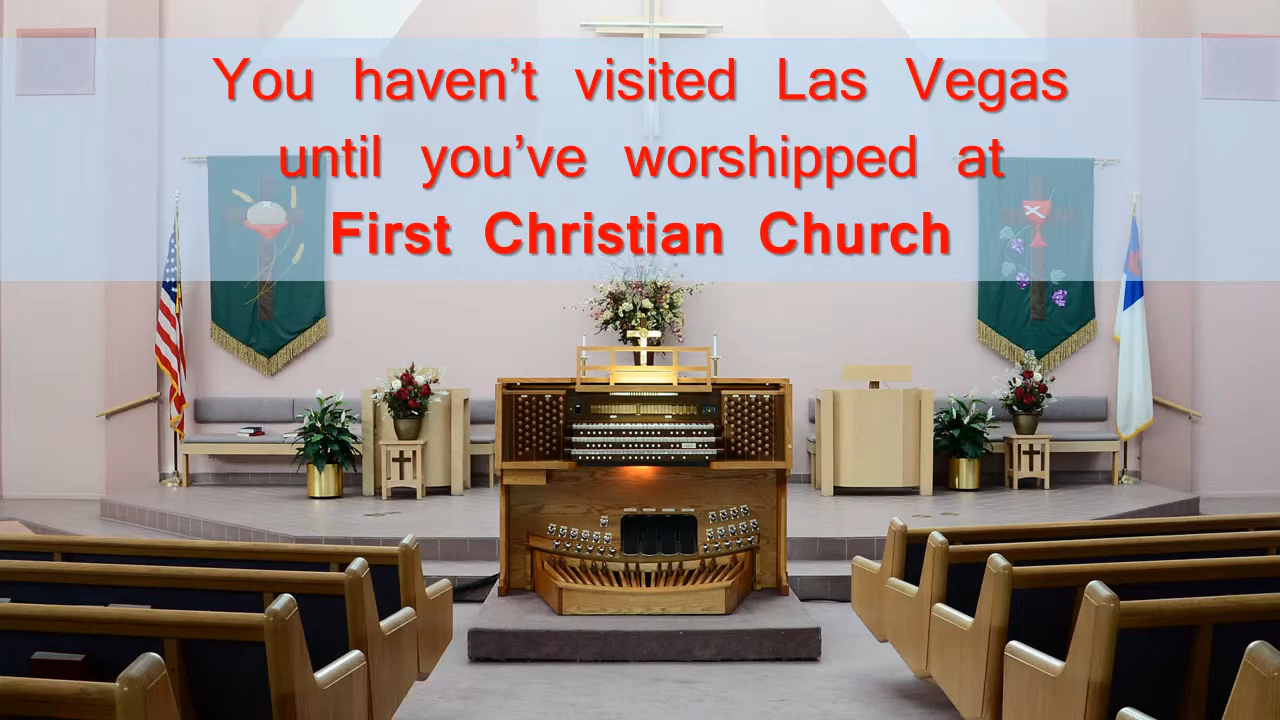 You haven’t visited Las Vegas
until you’ve worshipped at
First Christian Church